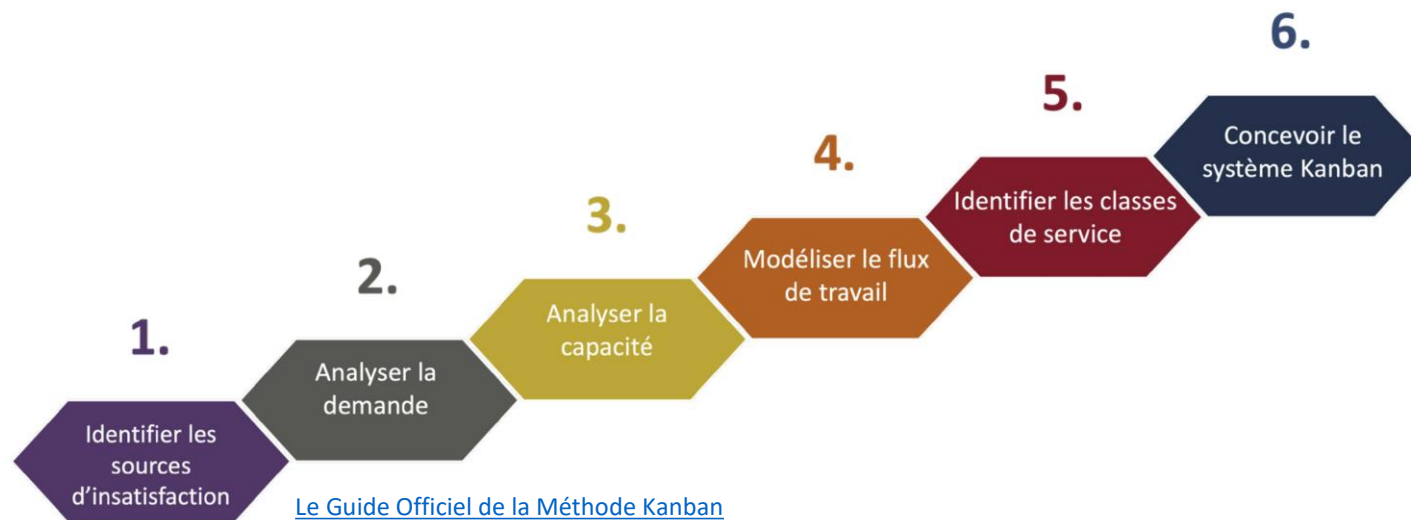 1.
Identifier les
sources
d'insatisfaction
2.
Analyser la
demande
3.
Analyser la
capacité
4.
Modéliser le flux
de travail
5.
Identifier les classes
de service
6.
Concevoir le
système Kanban
Le Guide Officiel de la Méthode Kanban